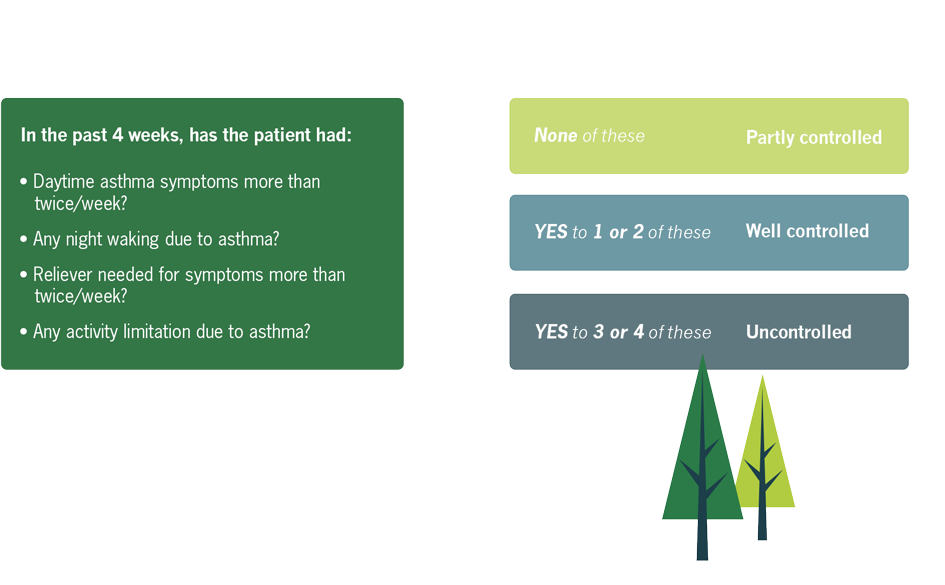 In the past 4 weeks, has the patient had:
• Daytime asthma symptoms more than
twice/week?
• Any night waking due to asthma?
• Reliever needed for symptoms more than
twice/week?
• Any activity limitation due to asthma?
None of these Partly controlled
YES to 1 or 2 of these Well controlled
YES to 3 or 4 of these Uncontrolled